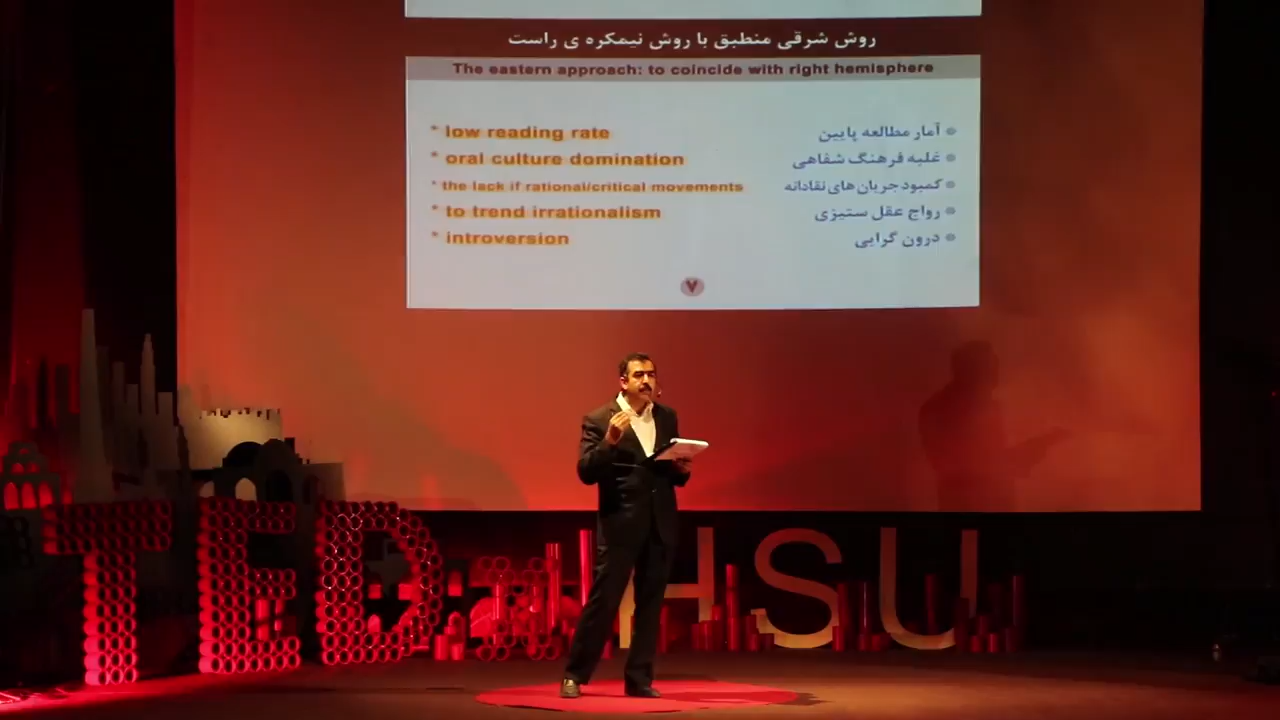 روش شرقی منطبق با روش نیمکره ی راست
The eastern approach: to coincide with right hemisphere
* low reading rate
آمار مطالعه پایین
* oral culture domination
غلبه فرهنگ شفاهی
* the lack if rational/critical movements
کمبود جریان های نقادانه
* to trend irrationalism
رواج عقل ستیزی
* introversion
درون گرایی
۷
TEDxHSU